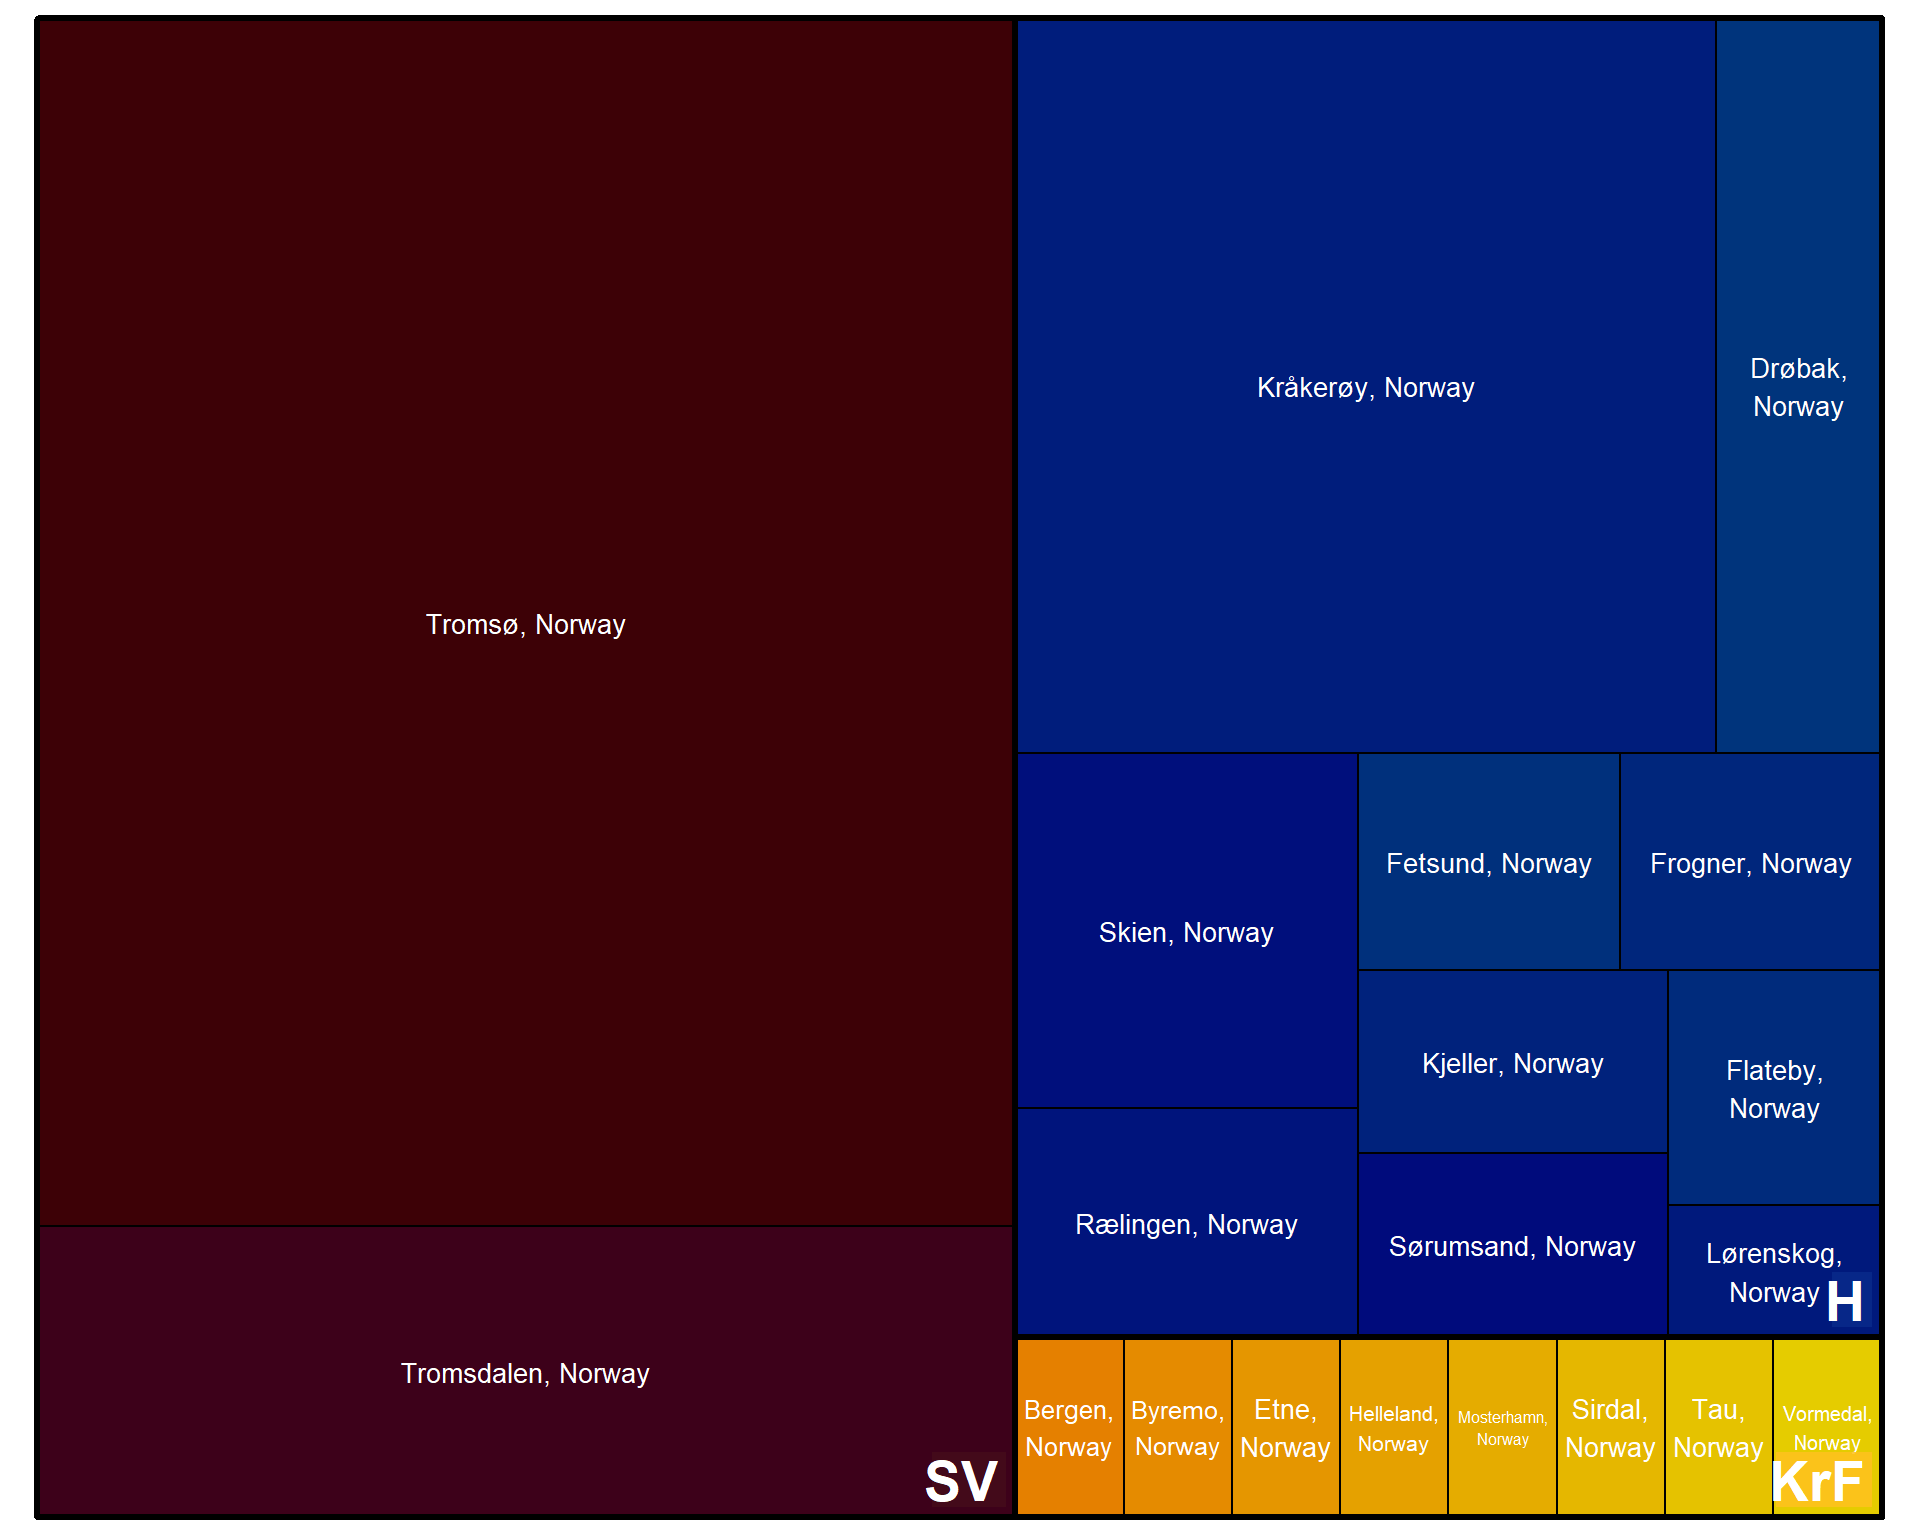 Tromsø, Norway
Tromsdalen, Norway
SV
Kråkerøy, Norway
Drøbak,
Norway
Skien, Norway
Fetsund, Norway
Frogner, Norway
Kjeller, Norway
Flateby,
Norway
Rælingen, Norway
Sørumsand, Norway
Lørenskog,
Norway
H
Bergen,
Norway
Byremo,
Norway
Etne,
Norway
Helleland,
Norway
Mosterhamn,
Norway
Sirdal,
Norway
Tau,
Norway
Vormedal,
Norway
KrF